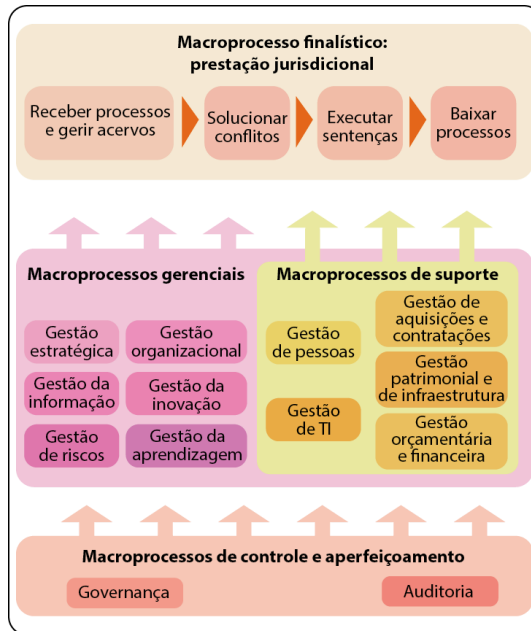 Macroprocesso finalístico:
prestação jurisdicional
Receber processos
e gerir acervos
Solucionar
conflitos
Executar
sentenças
Baixar
processos
Macroprocessos gerenciais
Gestão
estratégica
Gestão
organizacional
Gestão da
informação
Gestão da
inovação
Gestão
de riscos
Gestão da
aprendizagem
Macroprocessos de suporte
Gestão
de pessoas
Gestão
de TI
Gestão de
aquisições e
contratações
Gestão
patrimonial e
de infraestrutura
Gestão
orçamentária
e financeira
Macroprocessos de controle e aperfeiçoamento
Governança
Auditoria